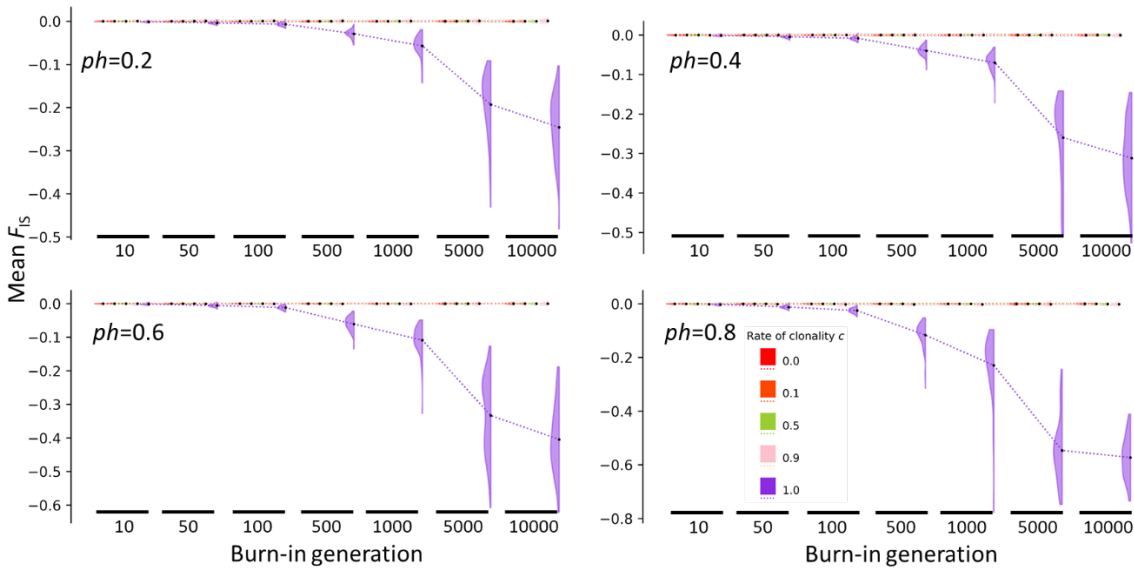 Mean FIS
0.0
−0.1
−0.2
−0.3
−0.4
−0.5
ph=0.2
10 50 100 500 1000 5000 10000
0.0
−0.1
−0.2
−0.3
−0.4
−0.5
ph=0.4
10 50 100 500 1000 5000 10000
0.0
−0.1
−0.2
−0.3
−0.4
−0.5
−0.6
ph=0.6
10 50 100 500 1000 5000 10000
Burn-in generation
0.0
−0.2
−0.4
−0.6
−0.8
ph=0.8
Rate of clonality c
0.0
0.1
0.5
0.9
1.0
10 50 100 500 1000 5000 10000
Burn-in generation